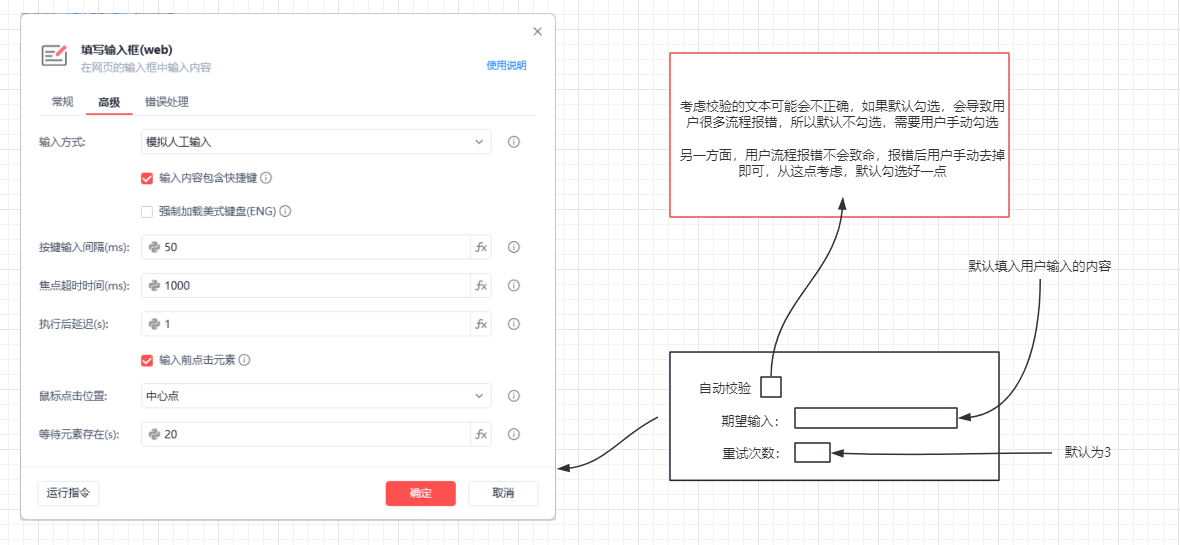 填写输入框(web)
在网页的输入框中输入内容
使用说明
常规 高级 错误处理
输入方式: 模拟人工输入
输入内容包含快捷键
强制加载美式键盘(ENG)
按键输入间隔(ms): 50 fx
焦点超时时间(ms): 1000 fx
执行后延迟(s): 1 fx
输入前点击元素
鼠标点击位置: 中心点
等待元素存在(s): 20 fx
运行指令 确定 取消
考虑校验的文本可能会不正确，如果默认勾选，会导致用
户很多流程报错，所以默认不勾选，需要用户手动勾选
另一方面，用户流程报错不会致命，报错后用户手动去掉
即可，从这点考虑，默认勾选好一点
默认填入用户输入的内容
自动校验
期望输入：
重试次数：
默认为3